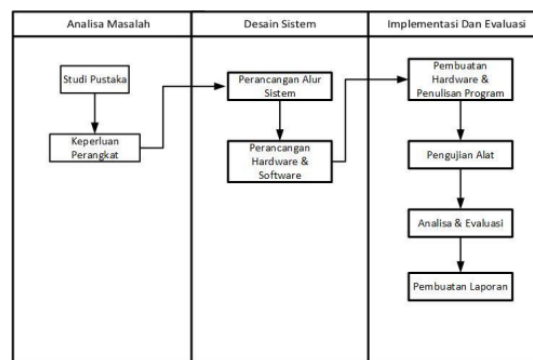 Analisa Masalah
Desain Sistem
Implementasi Dan Evaluasi
Studi Pustaka
Keperluan
Perangkat
Perancangan Alur
Sistem
Perancangan
Hardware &
Software
Pembuatan
Hardware &
Penulisan Program
Pengujian Alat
Analisa & Evaluasi
Pembuatan Laporan